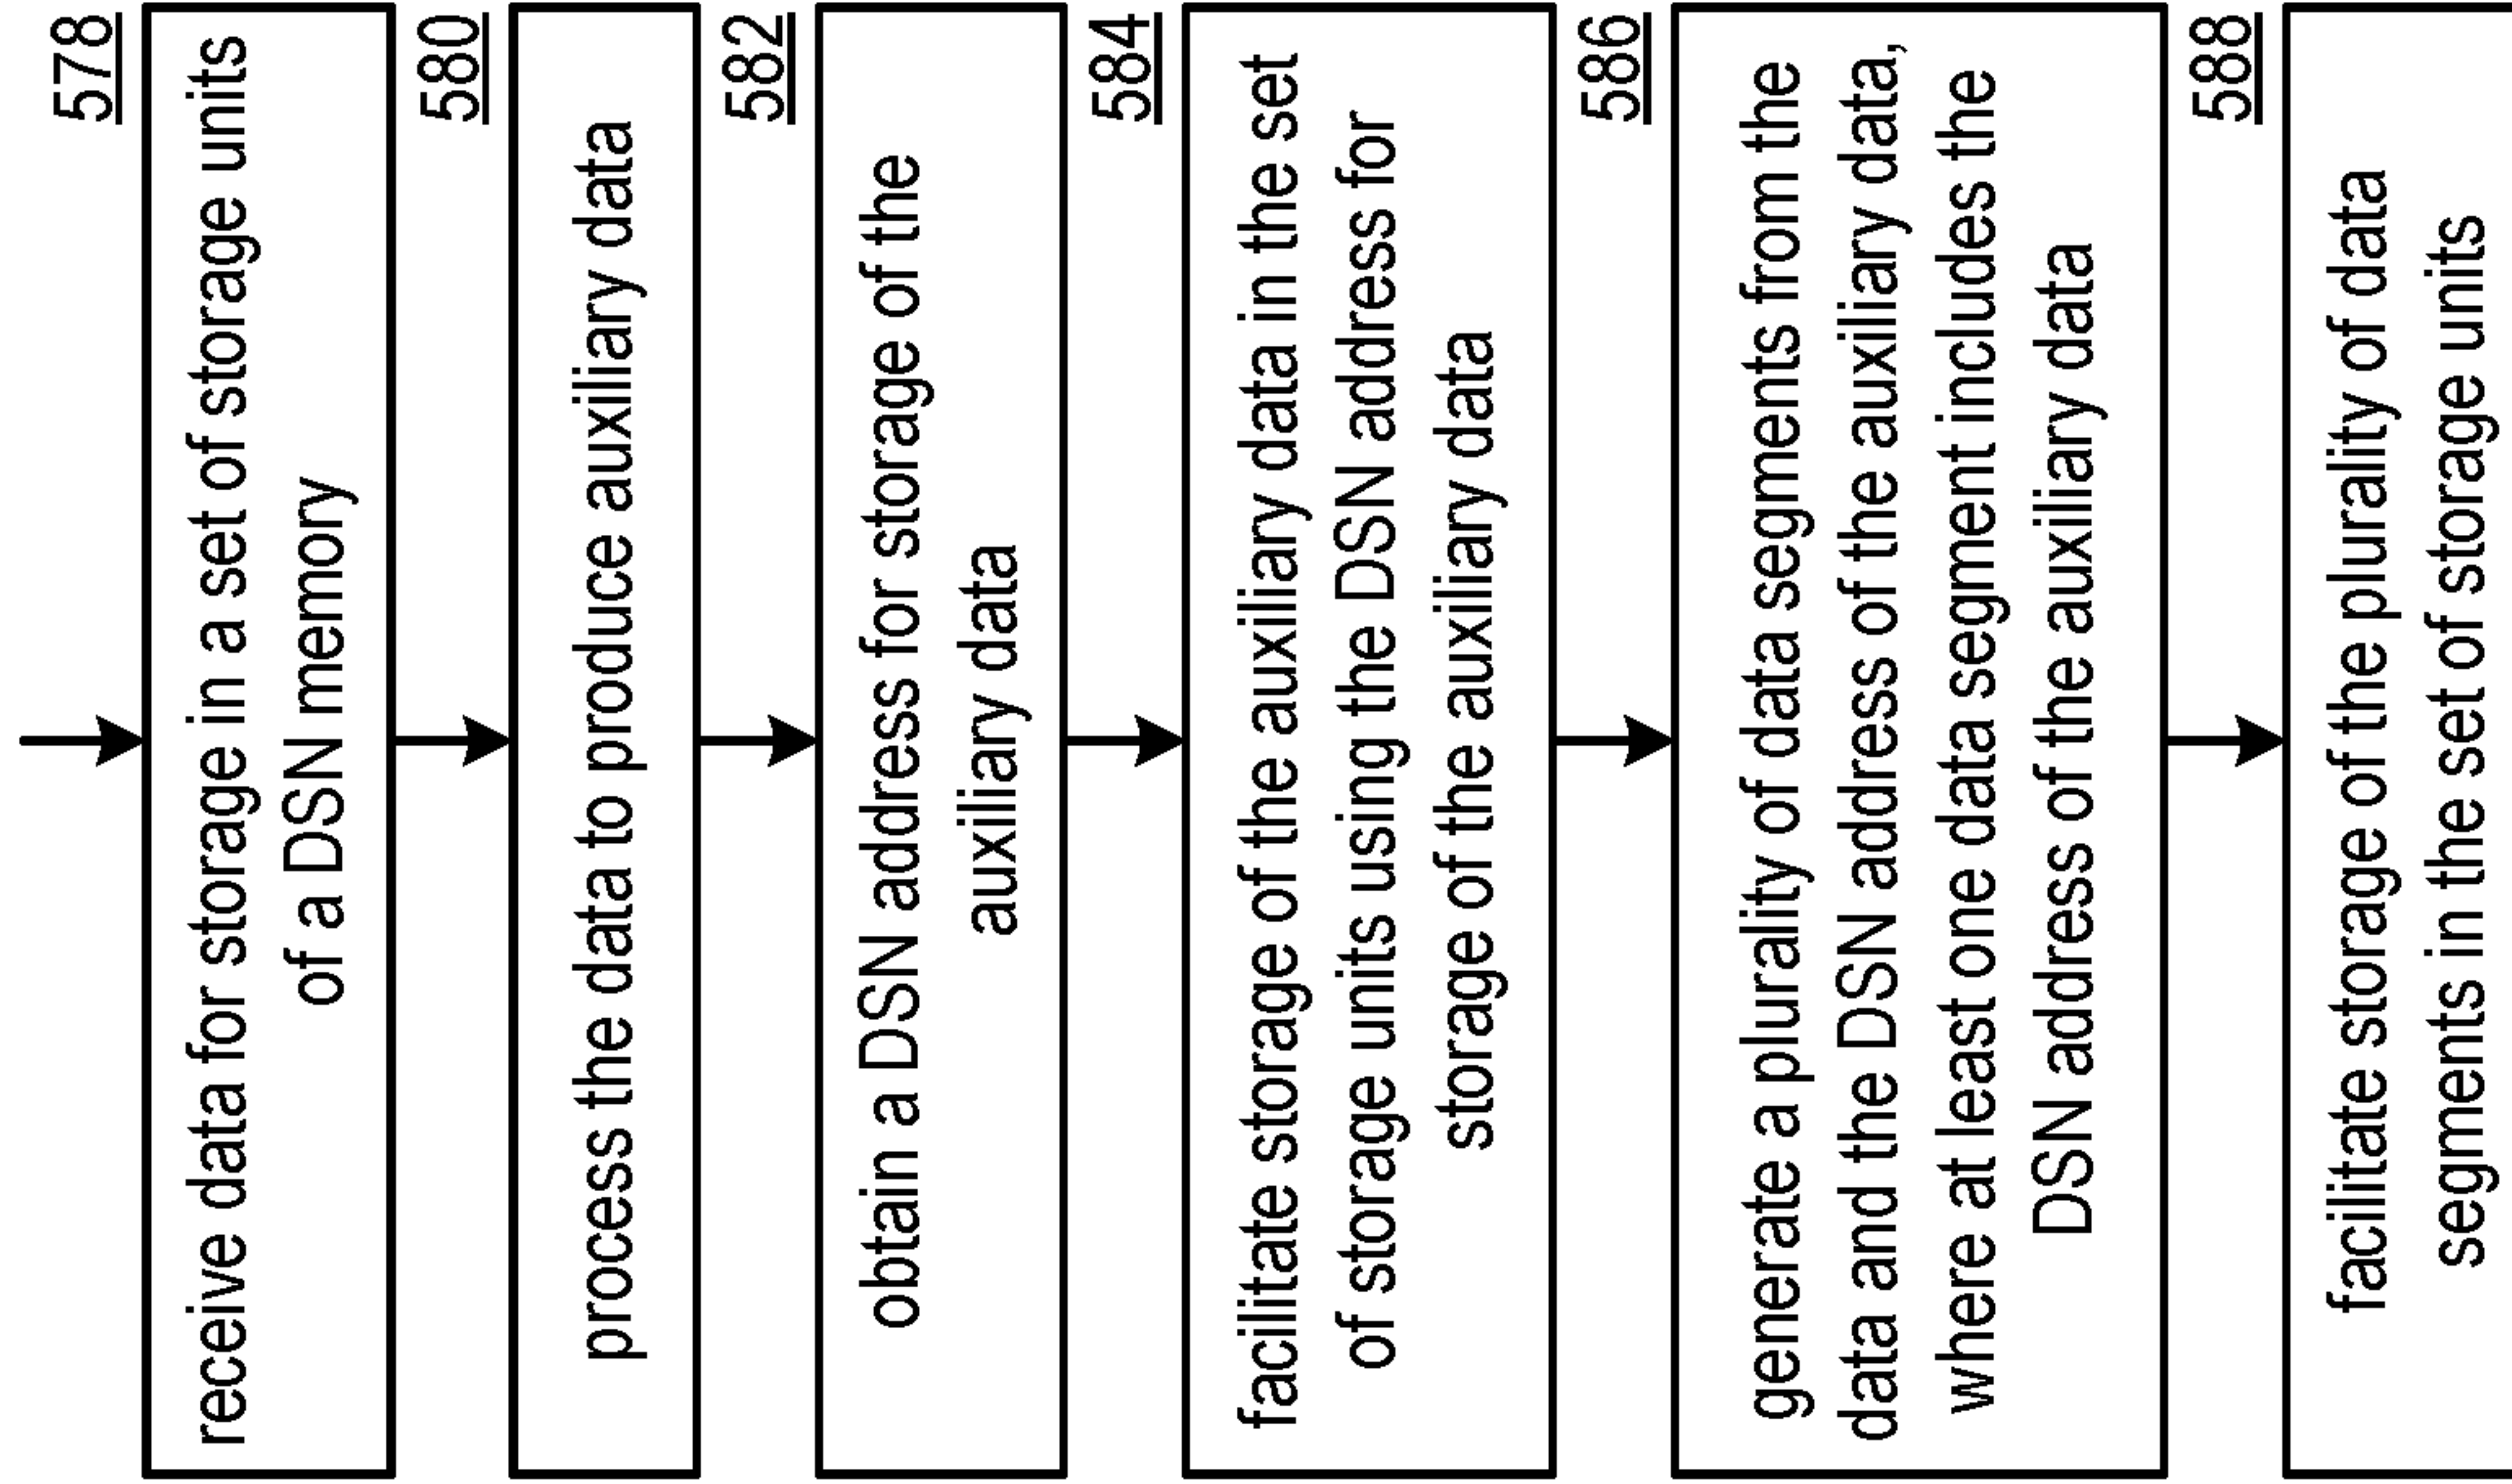 578
receive data for storage in a set of storage units
of a DSN memory
580
process the data to produce auxiliary data
582
obtain a DSN address for storage of the
auxiliary data
584
facilitate storage of the auxiliary data in the set
of storage units using the DSN address for
storage of the auxiliary data
586
generate a plurality of data segments from the
data and the DSN address of the auxiliary data,
where at least one data segment includes the
DSN address of the auxiliary data
588
facilitate storage of the plurality of data
segments in the set of storage units